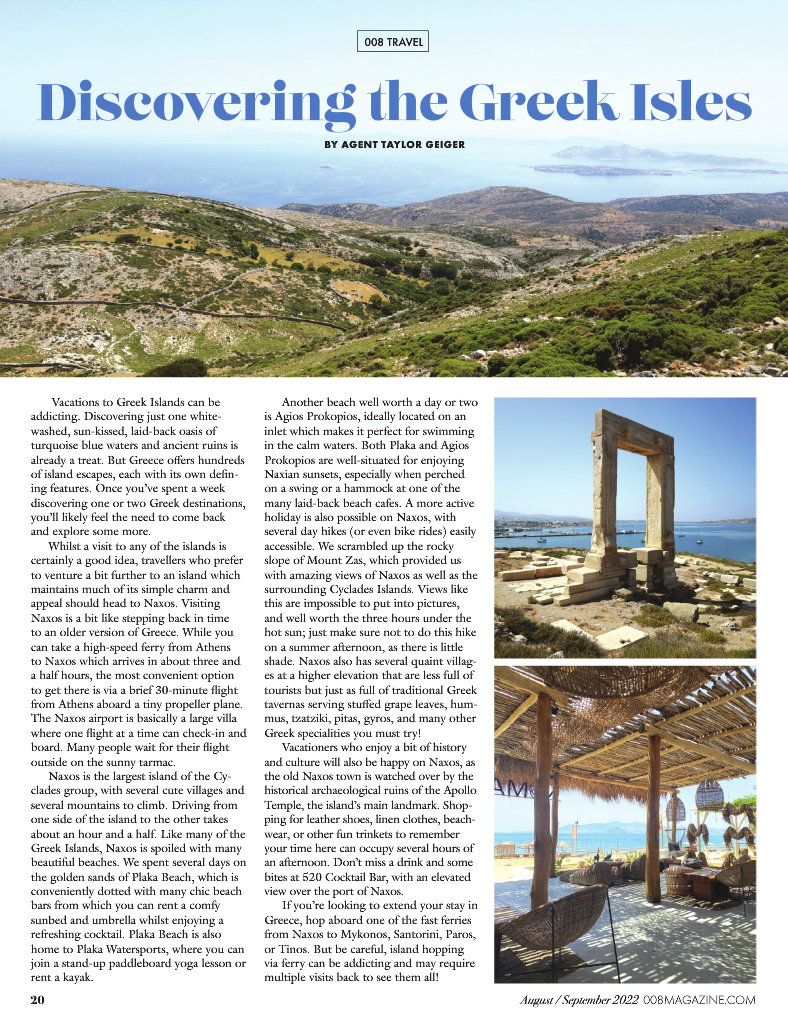 008 TRAVEL
Discovering the Greek Isles
BY AGENT TAYLOR GEIGER
Vacations to Greek Islands can be
addicting. Discovering just one white-
washed, sun-kissed, laid-back oasis of
turquoise blue waters and ancient ruins is
already a treat. But Greece offers hundreds
of island escapes, each with its own defin-
ing features. Once you've spent a week
discovering one or two Greek destinations,
you'll likely feel the need to come back
and explore some more.
Whilst a visit to any of the islands is
certainly a good idea, travellers who prefer
to venture a bit further to an island which
maintains much of its simple charm and
appeal should head to Naxos. Visiting
Naxos is a bit like stepping back in time
to an older version of Greece. While you
can take a high-speed ferry from Athens
to Naxos which arrives in about three and
a half hours, the most convenient option
to get there is via a brief 30-minute flight
from Athens aboard a tiny propeller plane.
The Naxos airport is basically a large villa
where one flight at a time can check-in and
board. Many people wait for their flight
outside on the sunny tarmac.
Naxos is the largest island of the Cy-
clades group, with several cute villages and
several mountains to climb. Driving from
one side of the island to the other takes
about an hour and a half. Like many of the
Greek Islands, Naxos is spoiled with many
beautiful beaches. We spent several days on
the golden sands of Plaka Beach, which is
conveniently dotted with many chic beach
bars from which you can rent a comfy
sunbed and umbrella whilst enjoying a
refreshing cocktail. Plaka Beach is also
home to Plaka Watersports, where you can
join a stand-up paddleboard yoga lesson or
rent a kayak.
Another beach well worth a day or two
is Agios Prokopios, ideally located on an
inlet which makes it perfect for swimming
in the calm waters. Both Plaka and Agios
Prokopios are well-situated for enjoying
Naxian sunsets, especially when perched
on a swing or a hammock at one of the
many laid-back beach cafes. A more active
holiday is also possible on Naxos, with
several day hikes (or even bike rides) easily
accessible. We scrambled up the rocky
slope of Mount Zas, which provided us
with amazing views of Naxos as well as the
surrounding Cyclades Islands. Views like
this are impossible to put into pictures,
and well worth the three hours under the
hot sun; just make sure not to do this hike
on a summer afternoon, as there is little
shade. Naxos also has several quaint villag-
es at a higher elevation that are less full of
tourists but just as full of traditional Greek
tavernas serving stuffed grape leaves, hum-
mus, tzatziki, pitas, gyros, and many other
Greek specialities you must try!
Vacationers who enjoy a bit of history
and culture will also be happy on Naxos, as
the old Naxos town is watched over by the
historical archaeological ruins of the Apollo
Temple, the island's main landmark. Shop-
ping for leather shoes, linen clothes, beach-
wear, or other fun trinkets to remember
your time here can occupy several hours of
an afternoon. Don't miss a drink and some
bites at 520 Cocktail Bar, with an elevated
view over the port of Naxos.
If you're looking to extend your stay in
Greece, hop aboard one of the fast ferries
from Naxos to Mykonos, Santorini, Paros,
or Tinos. But be careful, island hopping
via ferry can be addicting and may require
multiple visits back to see them all!
20
August / September 2022 008MAGAZINE.COM